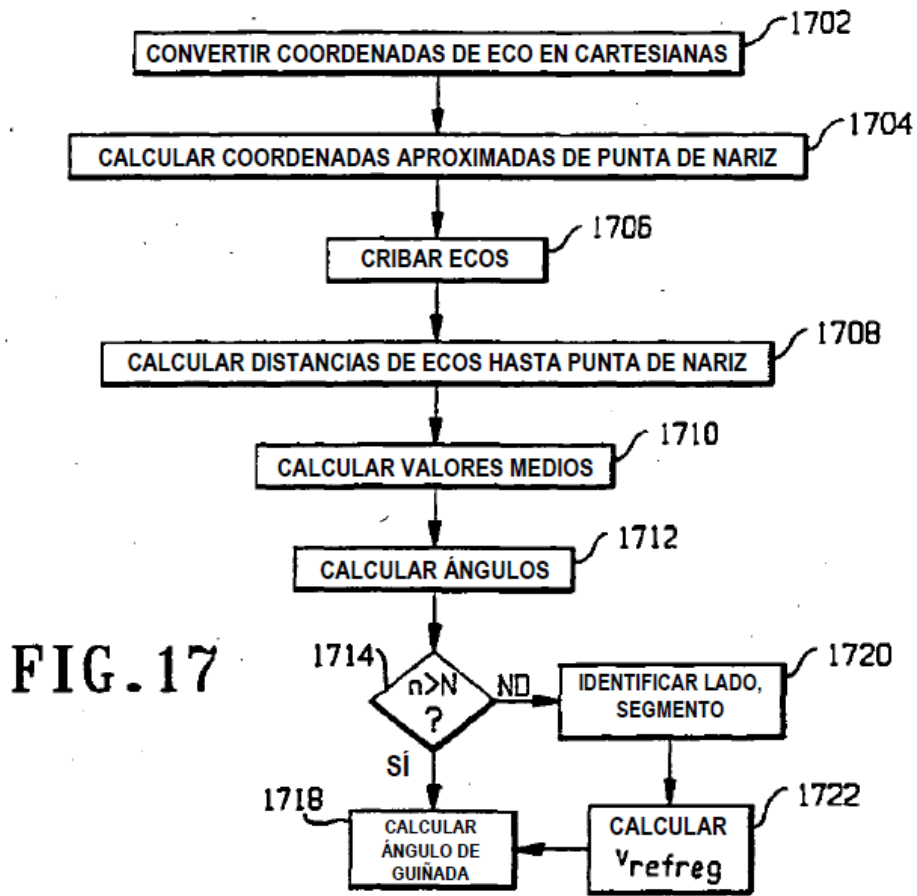 1702
CONVERTIR COORDENADAS DE ECO EN CARTESIANAS
1704
CALCULAR COORDENADAS APROXIMADAS DE PUNTA DE NARIZ
1706
CRIBAR ECOS
1708
CALCULAR DISTANCIAS DE ECOS HASTA PUNTA DE NARIZ
1710
CALCULAR VALORES MEDIOS
1712
CALCULAR ÁNGULOS
FIG.17
1714
n>N
?
NO
SÍ
1720
IDENTIFICAR LADO,
SEGMENTO
1718
CALCULAR
ÁNGULO DE
GUIÑADA
1722
CALCULAR
vrefreg